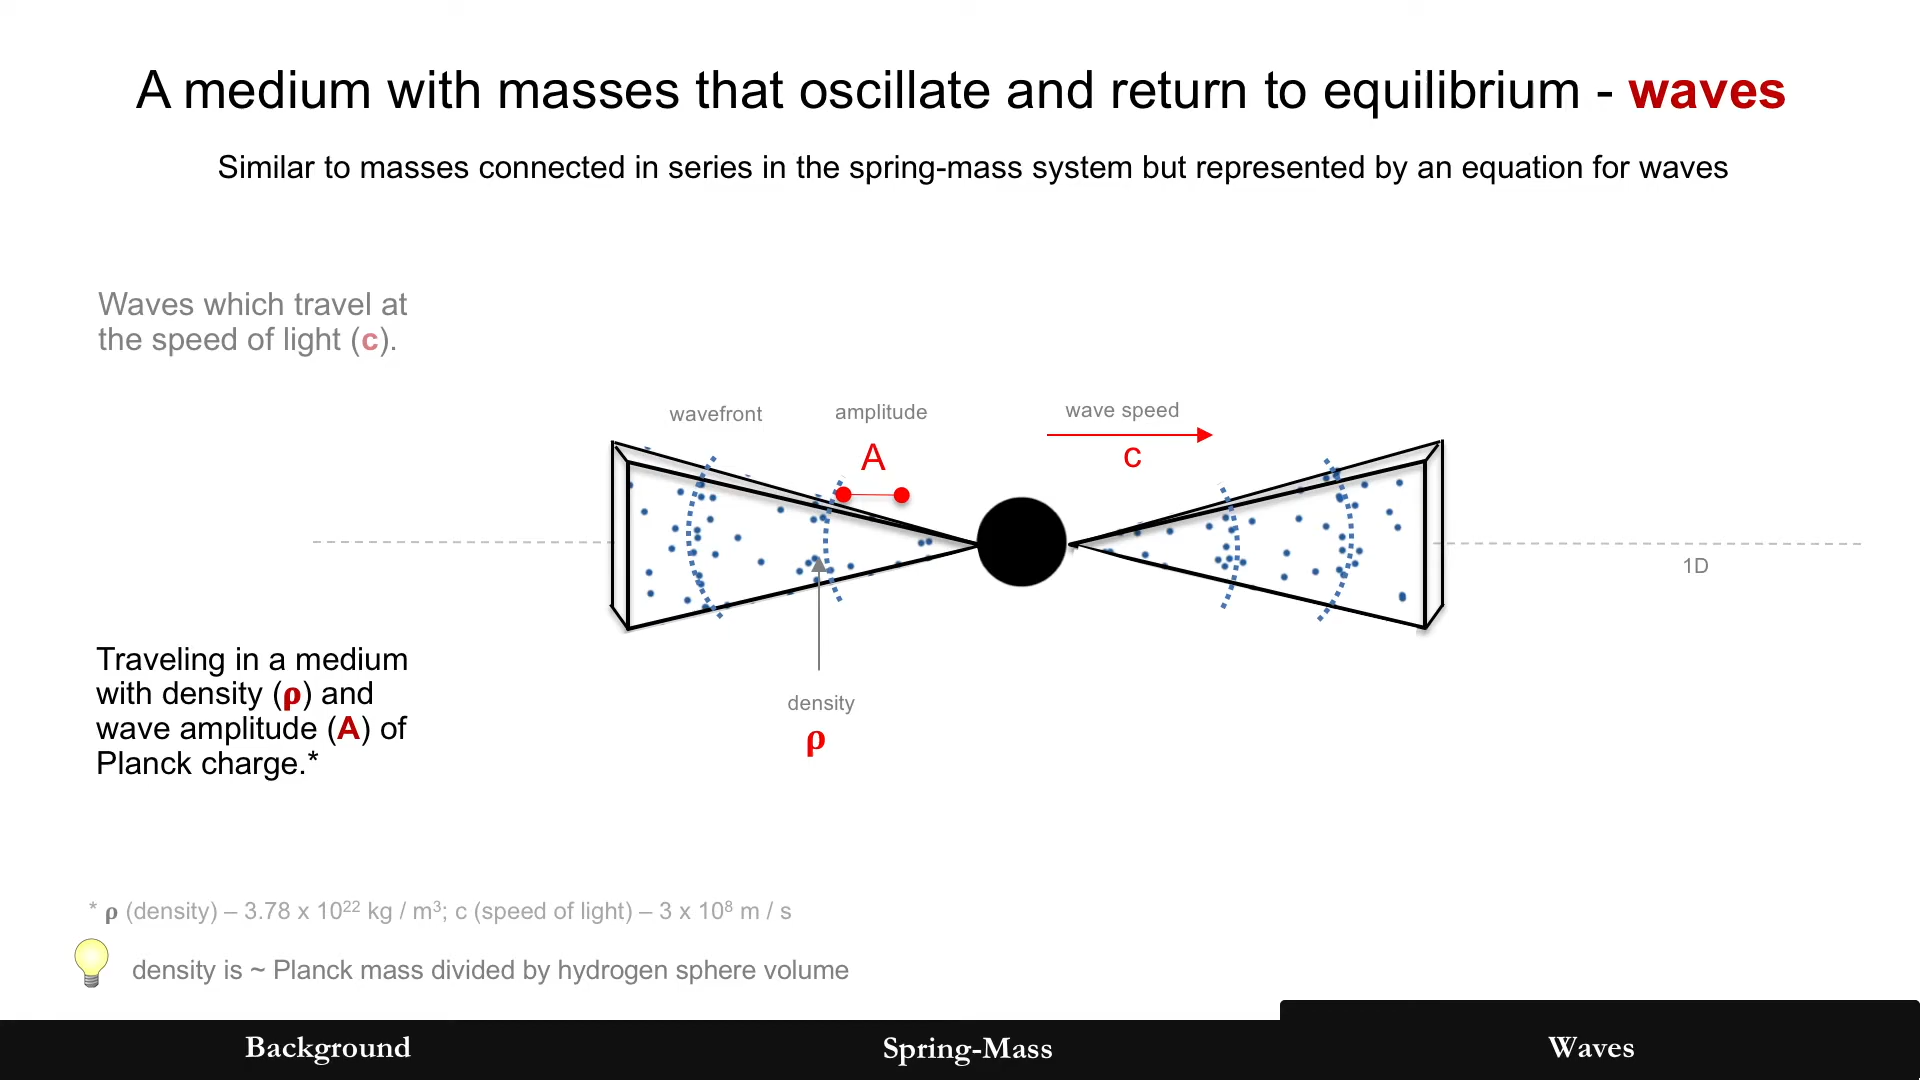 A medium with masses that oscillate and return to equilibrium - waves
Similar to masses connected in series in the spring-mass system but represented by an equation for waves
Waves which travel at
the speed of light (c).
wavefront
amplitude
wave speed
A
c
1D
Traveling in a medium
with density (ρ) and
wave amplitude (A) of
Planck charge.*
density
ρ
* ρ (density) – 3.78 x 10²² kg / m³; c (speed of light) – 3 x 10⁸ m / s
density is ~ Planck mass divided by hydrogen sphere volume
Background
Spring-Mass
Waves